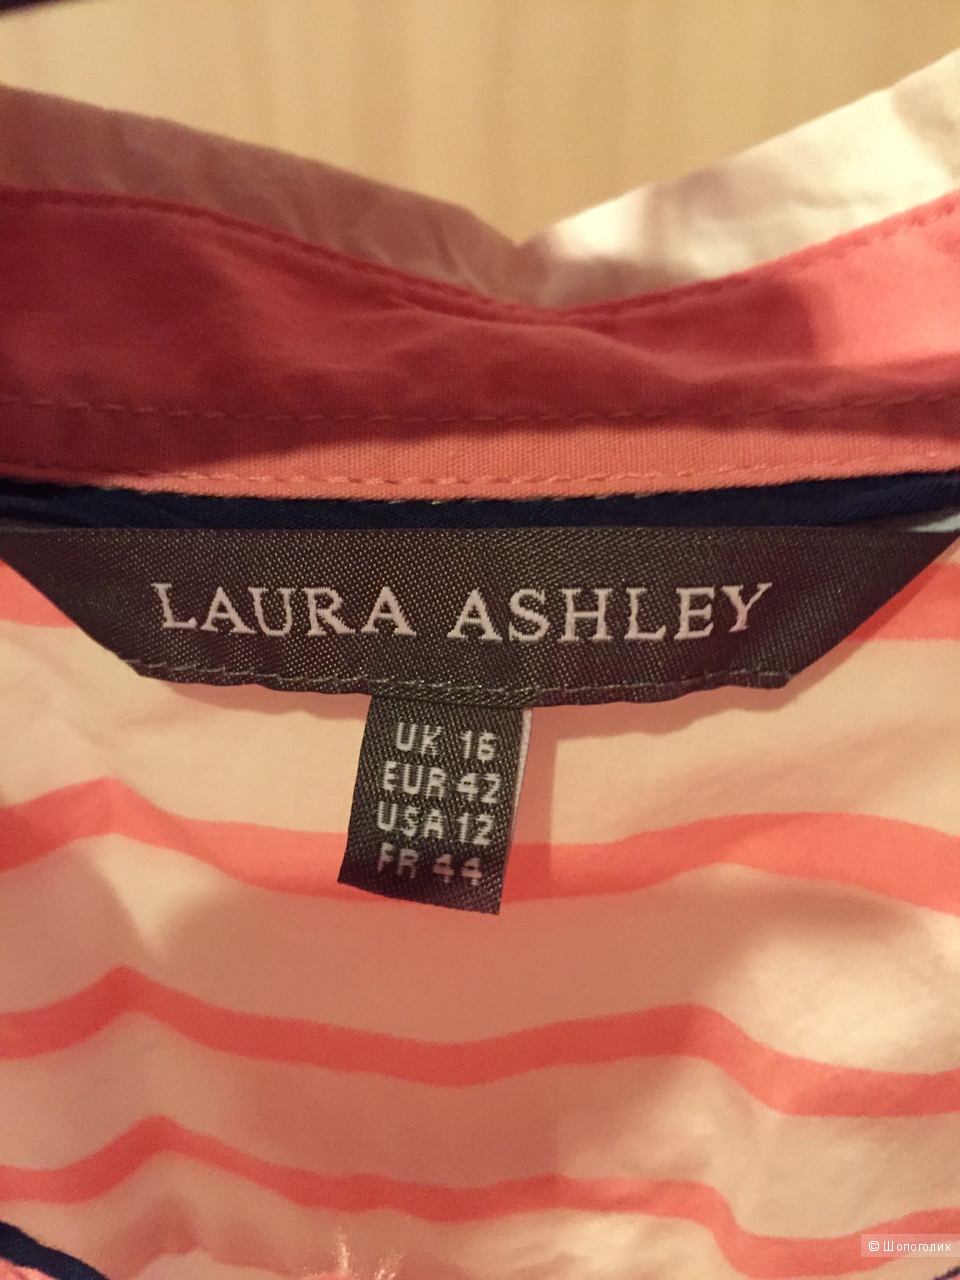 LAURA ASHLEY
UK 16
EUR 42
USA 12
FR 44
© Шопоголик